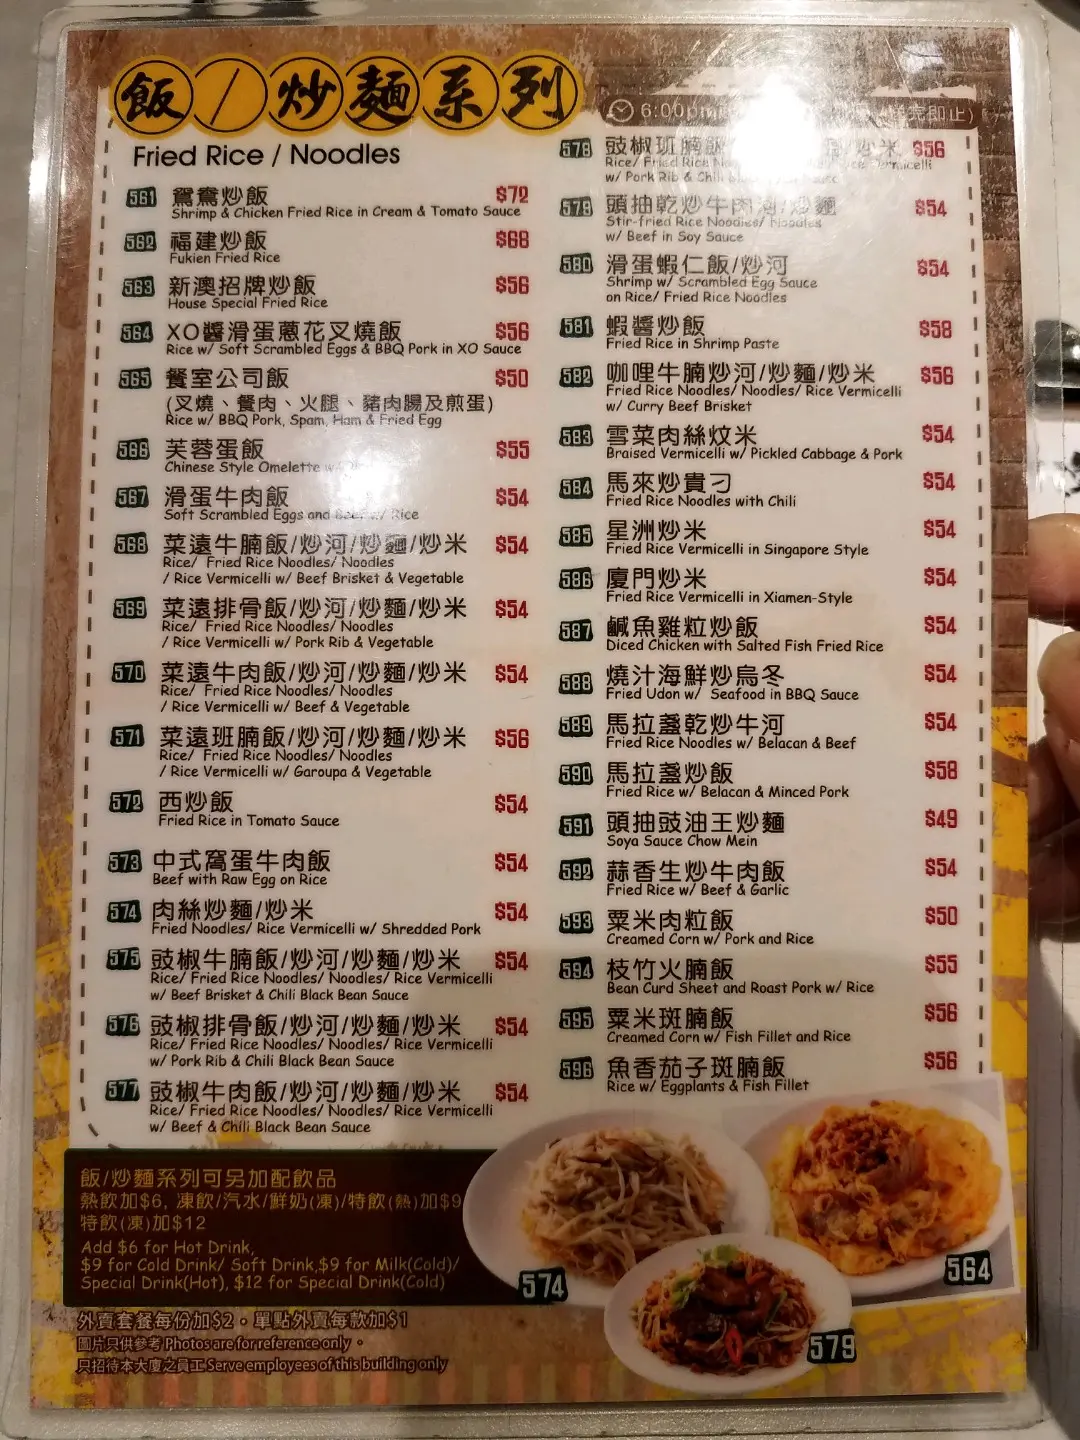 飯/炒麵系列
Fried Rice / Noodles
561 鴛鴦炒飯 $72
Shrimp & Chicken Fried Rice in Cream & Tomato Sauce
562 福建炒飯 $68
Fukien Fried Rice
563 新澳招牌炒飯 $56
House Special Fried Rice
564 XO醬滑蛋蔥花叉燒飯 $56
Rice w/ Soft Scrambled Eggs & BBQ Pork in XO Sauce
565 餐室公司飯 $50
(叉燒、餐肉、火腿、豬肉腸及煎蛋)
Rice w/ BBQ Pork, Spam, Ham & Fried Egg
566 芙蓉蛋飯 $55
Chinese Style Omelette
567 滑蛋牛肉飯 $54
Soft Scrambled Eggs and Beef w/ Rice
568 菜遠牛腩飯/炒河/炒麵/炒米 $54
Rice/ Fried Rice Noodles/ Noodles
/ Rice Vermicelli w/ Beef Brisket & Vegetable
569 菜遠排骨飯/炒河/炒麵/炒米 $54
Rice/ Fried Rice Noodles/ Noodles
/ Rice Vermicelli w/ Pork Rib & Vegetable
570 菜遠牛肉飯/炒河/炒麵/炒米 $54
Rice/ Fried Rice Noodles/ Noodles
/ Rice Vermicelli w/ Beef & Vegetable
571 菜遠班腩飯/炒河/炒麵/炒米 $56
Rice/ Fried Rice Noodles/ Noodles
/ Rice Vermicelli w/ Garoupa & Vegetable
572 西炒飯 $54
Fried Rice in Tomato Sauce
573 中式窩蛋牛肉飯 $54
Beef with Raw Egg on Rice
574 肉絲炒麵/炒米 $54
Fried Noodles/ Rice Vermicelli w/ Shredded Pork
575 豉椒牛腩飯/炒河/炒麵/炒米 $54
Rice/ Fried Rice Noodles/ Noodles/ Rice Vermicelli
w/ Beef Brisket & Chili Black Bean Sauce
576 豉椒排骨飯/炒河/炒麵/炒米 $54
Rice/ Fried Rice Noodles/ Noodles/ Rice Vermicelli
w/ Pork Rib & Chili Black Bean Sauce
577 豉椒牛肉飯/炒河/炒麵/炒米 $54
Rice/ Fried Rice Noodles/ Noodles/ Rice Vermicelli
w/ Beef & Chili Black Bean Sauce
6:00pm 即止)
578 豉椒班腩飯 炒米 $56
Rice/ Fried Rice Vermicelli
w/ Pork Rib & Chili
579 頭抽乾炒牛肉河/炒麵 $54
Stir-fried Rice Noodles/ Noodles
w/ Beef in Soy Sauce
580 滑蛋蝦仁飯/炒河 $54
Shrimp w/ Scrambled Egg Sauce
on Rice/ Fried Rice Noodles
581 蝦醬炒飯 $58
Fried Rice in Shrimp Paste
582 咖哩牛腩炒河/炒麵/炒米 $56
Fried Rice Noodles/ Noodles/ Rice Vermicelli
w/ Curry Beef Brisket
583 雪菜肉絲炆米 $54
Braised Vermicelli w/ Pickled Cabbage & Pork
584 馬來炒貴刁 $54
Fried Rice Noodles with Chili
585 星洲炒米 $54
Fried Rice Vermicelli in Singapore Style
586 廈門炒米 $54
Fried Rice Vermicelli in Xiamen-Style
587 鹹魚雞粒炒飯 $54
Diced Chicken with Salted Fish Fried Rice
588 燒汁海鮮炒烏冬 $54
Fried Udon w/ Seafood in BBQ Sauce
589 馬拉盞乾炒牛河 $54
Fried Rice Noodles w/ Belacan & Beef
590 馬拉盞炒飯 $58
Fried Rice w/ Belacan & Minced Pork
591 頭抽豉油王炒麵 $49
Soya Sauce Chow Mein
592 蒜香生炒牛肉飯 $54
Fried Rice w/ Beef & Garlic
593 粟米肉粒飯 $50
Creamed Corn w/ Pork and Rice
594 枝竹火腩飯 $55
Bean Curd Sheet and Roast Pork w/ Rice
595 粟米斑腩飯 $56
Creamed Corn w/ Fish Fillet and Rice
596 魚香茄子斑腩飯 $56
Rice w/ Eggplants & Fish Fillet
飯/炒麵系列可另加配飲品
熱飲加$6, 凍飲/汽水/鮮奶(凍)/特飲(熱)加$9
特飲(凍)加$12
Add $6 for Hot Drink,
$9 for Cold Drink/ Soft Drink,$9 for Milk(Cold)/
Special Drink(Hot), $12 for Special Drink(Cold)
外賣套餐每份加$2，單點外賣每款加$1
圖片只供參考 Photos are for reference only。
只招待本大廈之員工 Serve employees of this building only
574
564
579